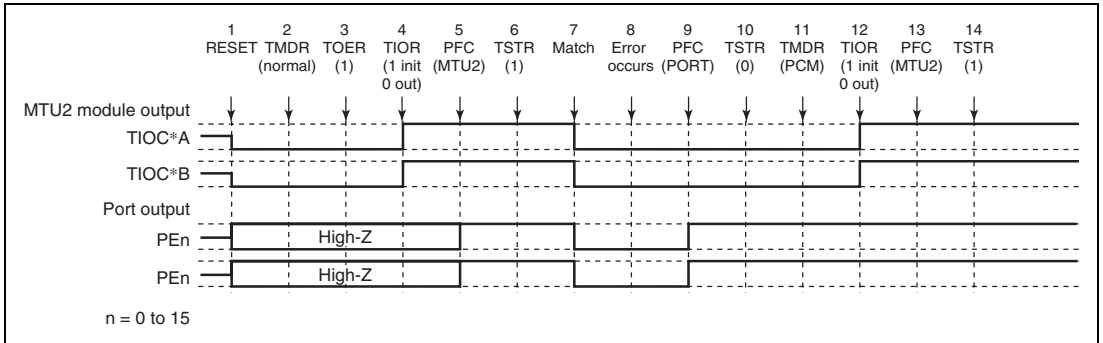 1 2 3 4 5 6 7 8 9 10 11 12 13 14
RESET TMDR TOER TIOR PFC TSTR Match Error PFC TSTR TMDR TIOR PFC TSTR
(normal) (1) (1 init (MTU2) (1) occurs (PORT) (0) (PCM) (1 init (MTU2) (1)
0 out) 0 out)
MTU2 module output
TIOC*A
TIOC*B
Port output
PEn High-Z
PEn High-Z
n = 0 to 15